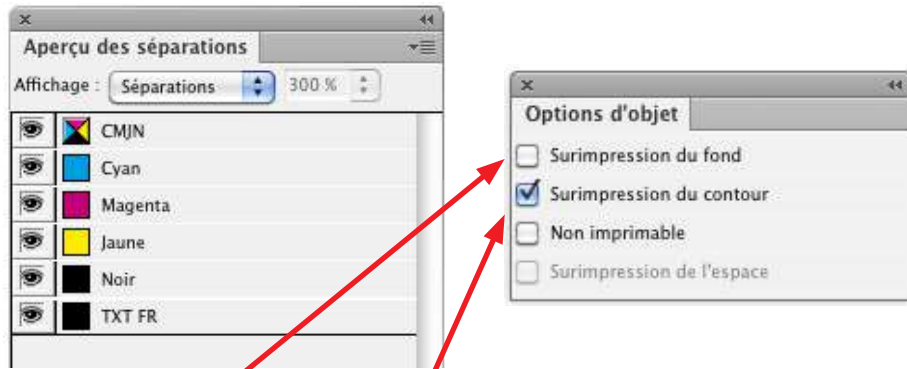 Aperçu des séparations
Affichage : Séparations 300 %
CMJN
Cyan
Magenta
Jaune
Noir
TXT FR
Options d'objet
Surimpression du fond
Surimpression du contour
Non imprimable
Surimpression de l'espace